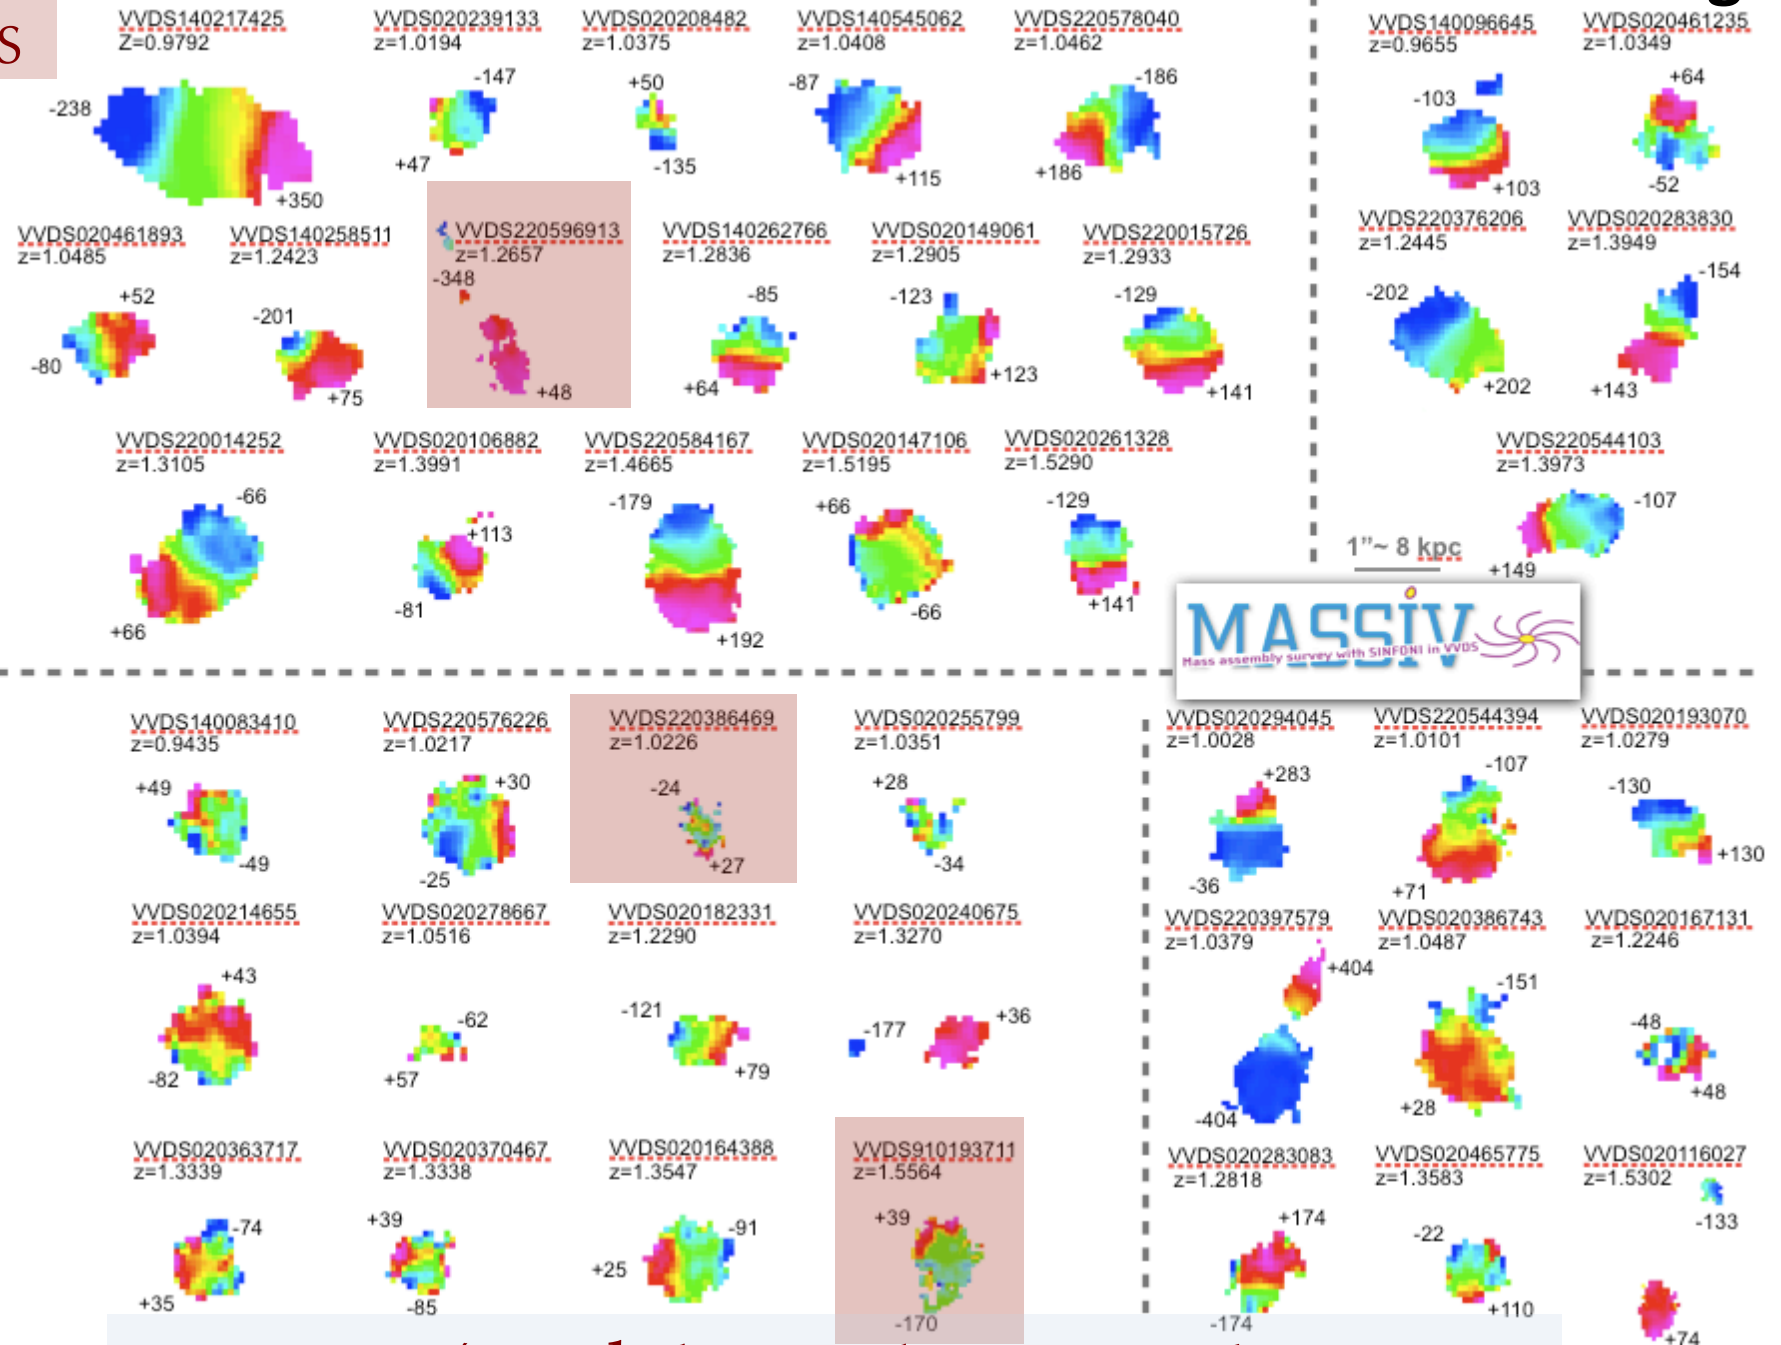 S
VVDS140217425
Z=0.9792
-238
+350
VVDS020239133
z=1.0194
-147
+47
VVDS020208482
z=1.0375
+50
-135
VVDS140545062
z=1.0408
-87
+115
VVDS220578040
z=1.0462
-186
+186
VVDS140096645
z=0.9655
-103
+103
VVDS020461235
z=1.0349
+64
-52
VVDS020461893
z=1.0485
+52
-80
VVDS140258511
z=1.2423
-201
+75
VVDS220596913
z=1.2657
-348
+48
VVDS140262766
z=1.2836
-85
+64
VVDS020149061
z=1.2905
-123
+123
VVDS220015726
z=1.2933
-129
+141
VVDS220376206
z=1.2445
-202
+202
VVDS020283830
z=1.3949
-154
+143
VVDS220014252
z=1.3105
-66
+66
VVDS020106882
z=1.3991
+113
-81
VVDS220584167
z=1.4665
-179
+192
VVDS020147106
z=1.5195
+66
-66
VVDS020261328
z=1.5290
-129
+141
VVDS220544103
z=1.3973
-107
+149
1”~ 8 kpc
MASSiV
Mass assembly survey with SINFONI in VVDS
VVDS140083410
z=0.9435
+49
-49
VVDS220576226
z=1.0217
+30
-25
VVDS220386469
z=1.0226
-24
+27
VVDS020255799
z=1.0351
+28
-34
VVDS020294045
z=1.0028
+283
-36
VVDS220544394
z=1.0101
-107
+71
VVDS020193070
z=1.0279
-130
+130
VVDS020214655
z=1.0394
+43
-82
VVDS020278667
z=1.0516
-62
+57
VVDS020182331
z=1.2290
-121
+79
VVDS020240675
z=1.3270
-177
+36
VVDS220397579
z=1.0379
+404
-404
VVDS020386743
z=1.0487
-151
+28
VVDS020167131
z=1.2246
-48
+48
VVDS020363717
z=1.3339
-74
+35
VVDS020370467
z=1.3338
+39
-85
VVDS020164388
z=1.3547
-91
+25
VVDS910193711
z=1.5564
+39
-170
VVDS020283083
z=1.2818
+174
-174
VVDS020465775
z=1.3583
-22
+110
VVDS020116027
z=1.5302
-133
+74